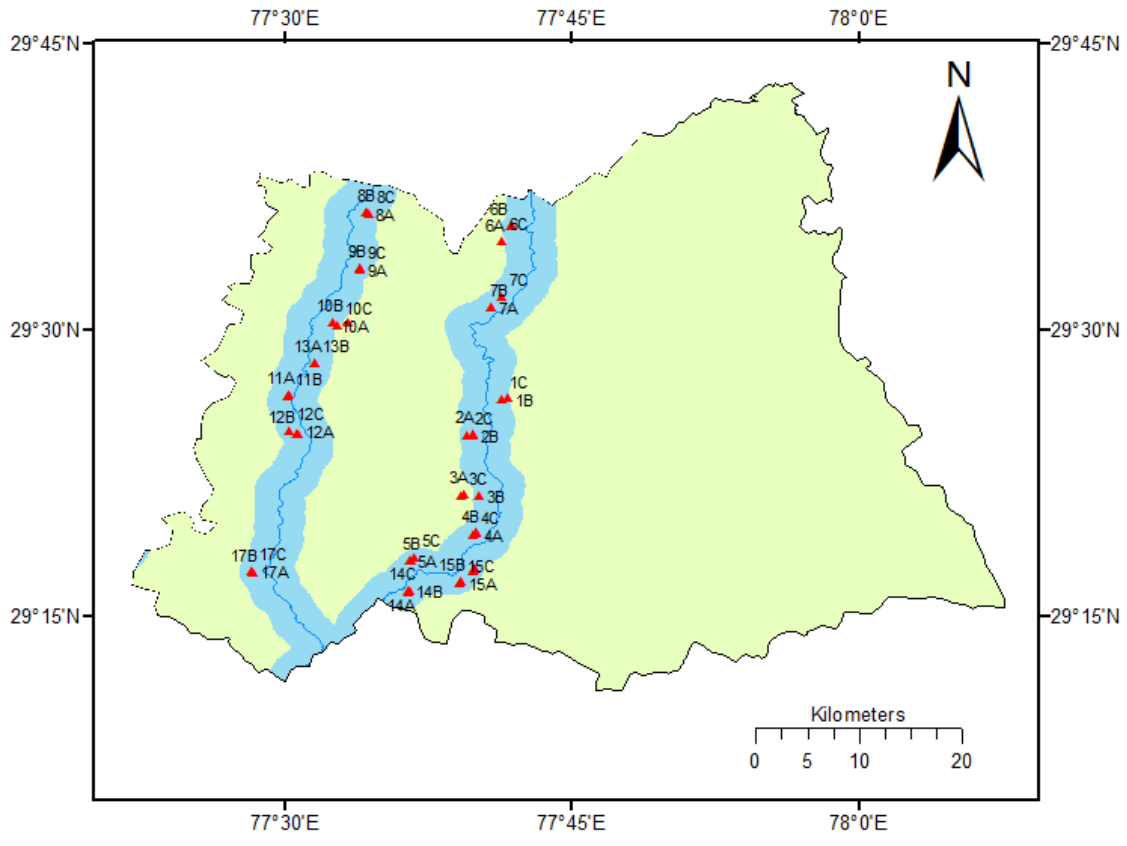 77°30'E 77°45'E 78°0'E
29°45'N 29°45'N
N
8B 8C
8A
6B
6A 6C
9B 9C
9A
7C
7B
7A
10B 10C
10A
29°30'N 29°30'N
13A 13B
11A 11B
1C
1B
12B 12C
12A
2A 2C
2B
3A 3C
3B
4B 4C
4A
5B 5C
5A
17B 17C
17A
15B 15C
15A
14C
14B
14A
29°15'N 29°15'N
Kilometers
0 5 10 20
77°30'E 77°45'E 78°0'E